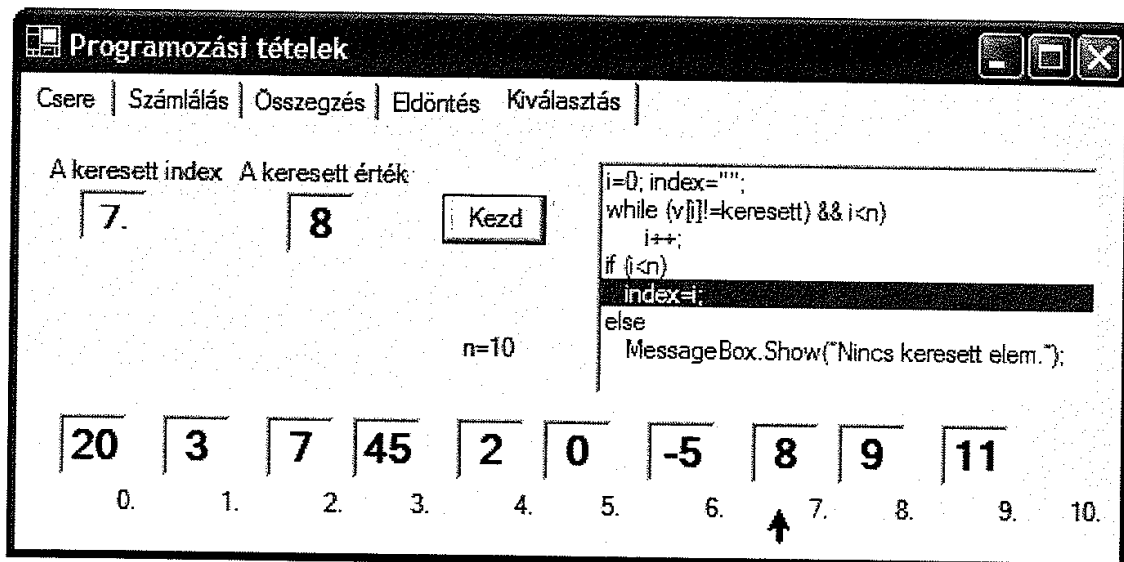 Programozási tételek
Csere Számlálás Összegzés Eldöntés Kiválasztás
A keresett index A keresett érték
7. 8 Kezd
i=0; index="";
while (v[i]!=keresett) && i<n)
i++;
if (i<n)
index=i;
else
MessageBox.Show("Nincs keresett elem.");
n=10
20 3 7 45 2 0 -5 8 9 11
0. 1. 2. 3. 4. 5. 6. 7. 8. 9. 10.